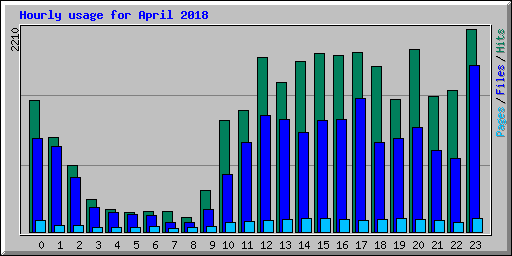 Hourly usage for April 2018
2210
Pages / Files / Hits
0 1 2 3 4 5 6 7 8 9 10 11 12 13 14 15 16 17 18 19 20 21 22 23